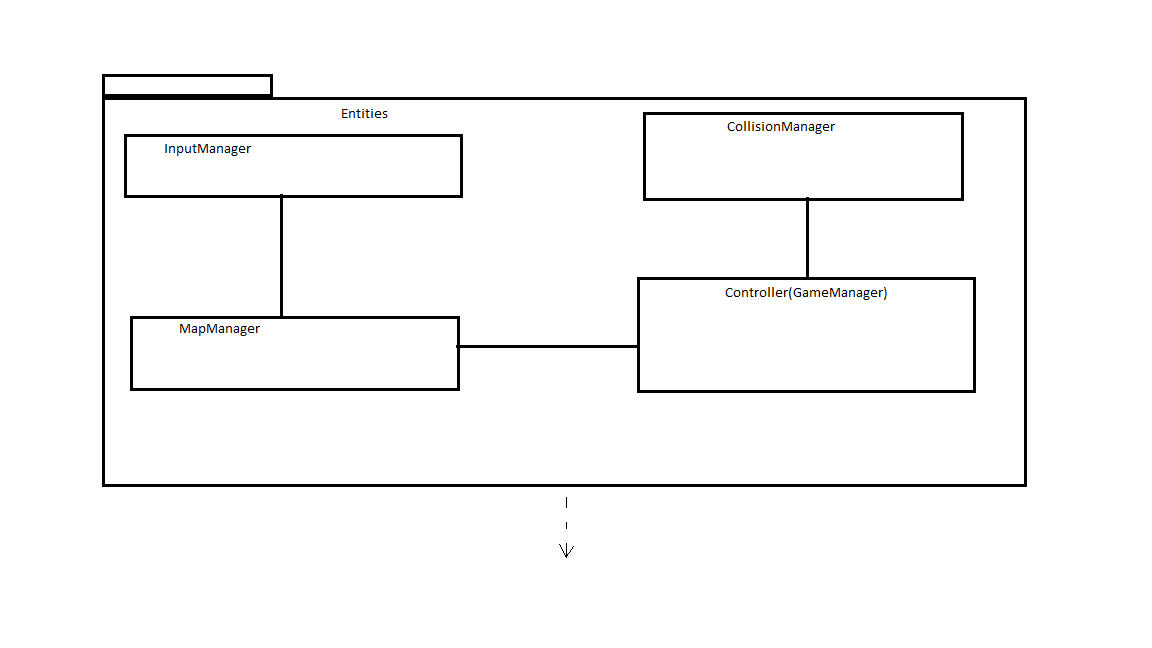 Entities
InputManager
CollisionManager
MapManager
Controller(GameManager)